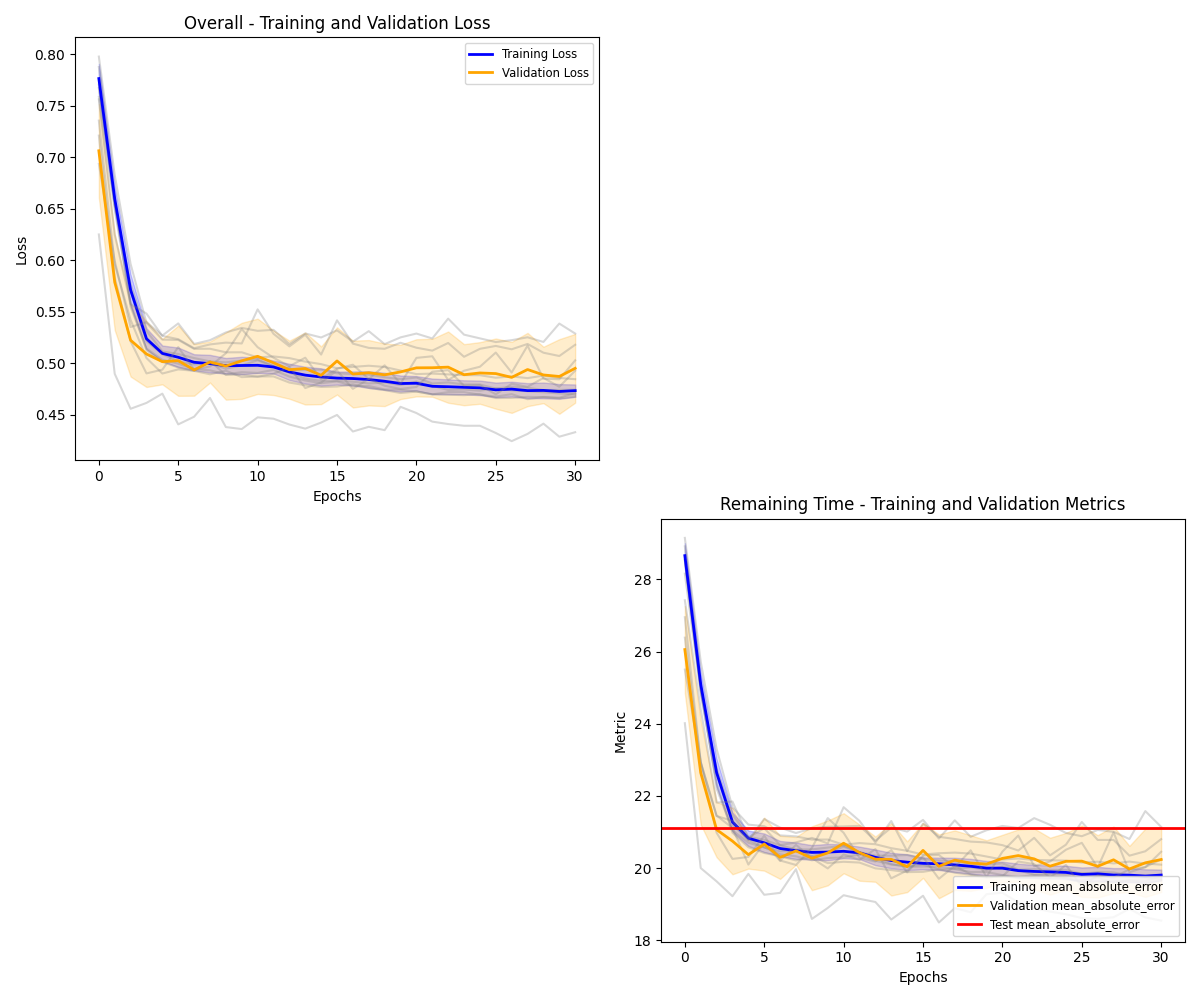 Overall - Training and Validation Loss
Training Loss
Validation Loss
0.80
0.75
0.70
0.65
0.60
0.55
0.50
0.45
Loss
0 5 10 15 20 25 30
Epochs
Remaining Time - Training and Validation Metrics
28
26
24
22
20
18
Metric
Training mean_absolute_error
Validation mean_absolute_error
Test mean_absolute_error
0 5 10 15 20 25 30
Epochs